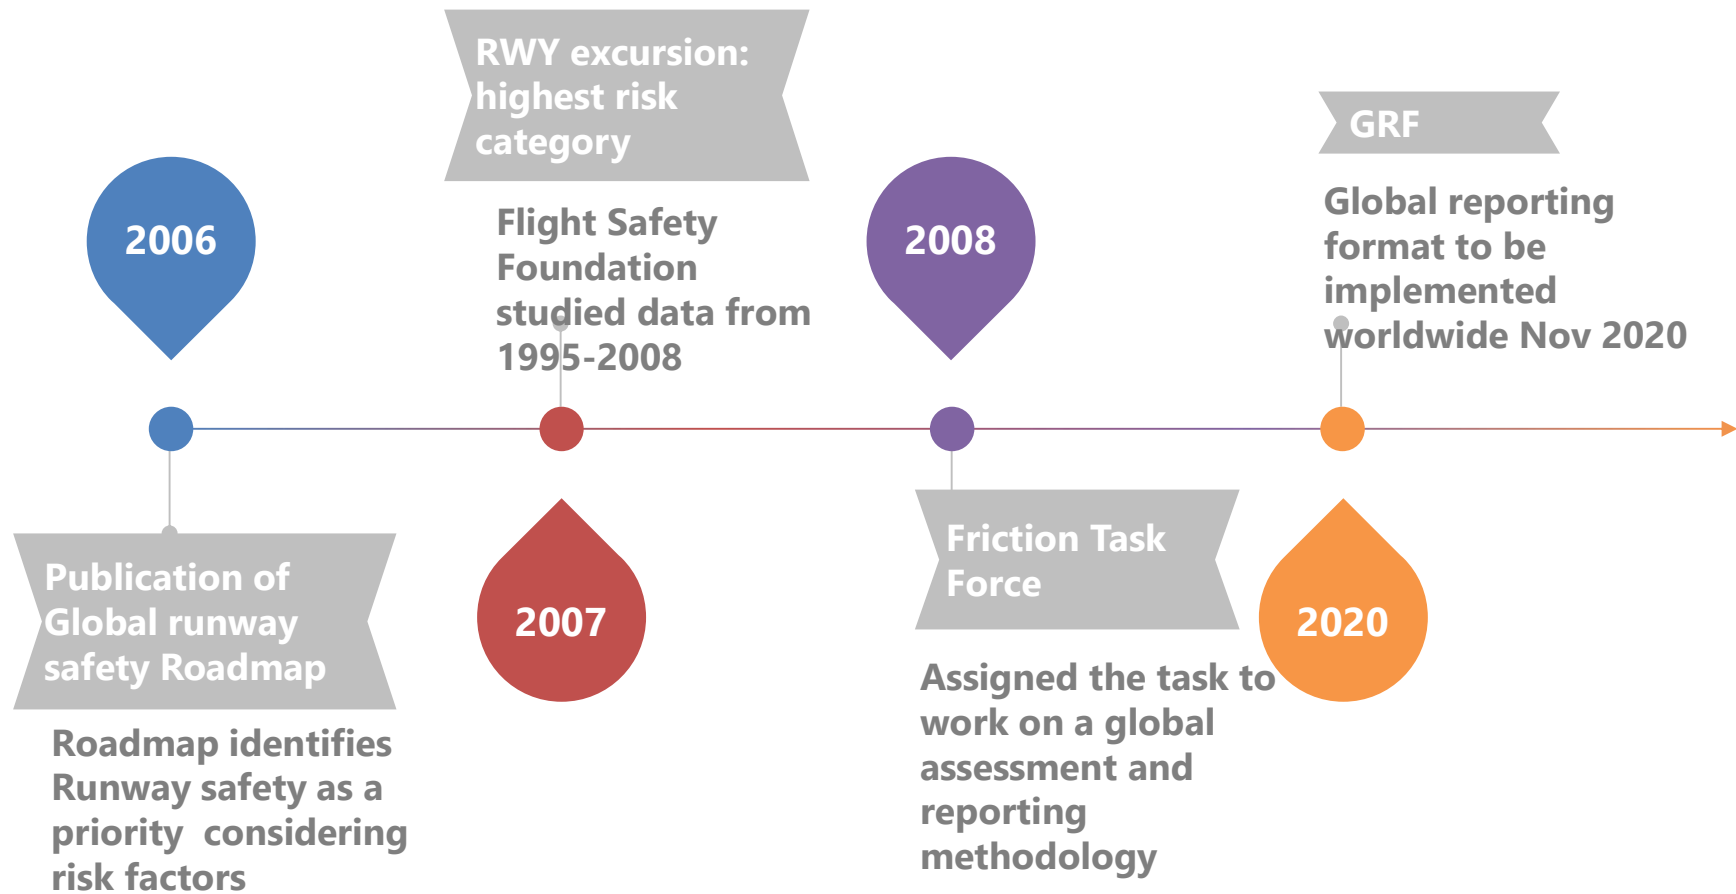 2006
Publication of
Global runway
safety Roadmap
Roadmap identifies
Runway safety as a
priority  considering
risk factors
RWY excursion:
highest risk
category
Flight Safety
Foundation
studied data from
1995-2008
2007
2008
Friction Task
Force
Assigned the task to
work on a global
assessment and
reporting
methodology
GRF
Global reporting
format to be
implemented
worldwide Nov 2020
2020